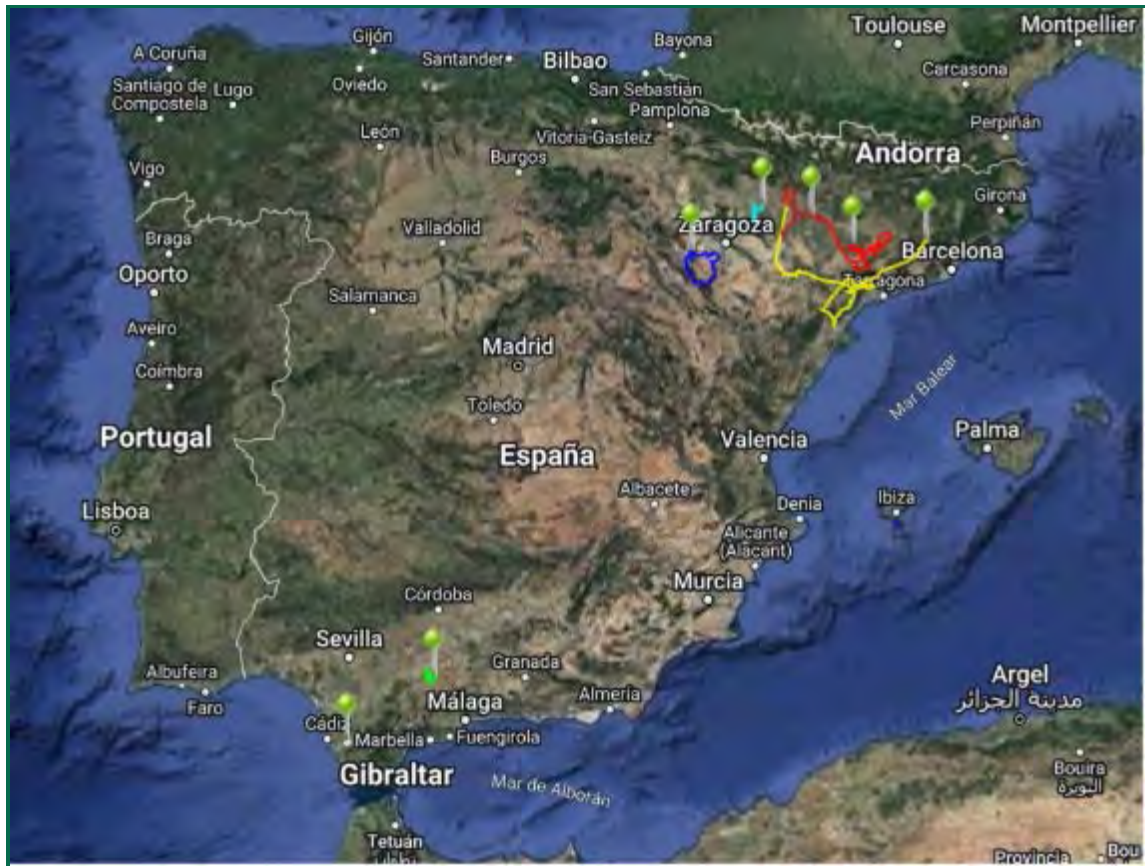 Toulouse
Montpellier
Gijón
Bayona
A Coruña
Santander
Bilbao
Carcasona
Oviedo
San Sebastián
Santiago de
Compostela
Lugo
Pamplona
Perpiñán
León
Vitoria-Gasteiz
Andorra
Burgos
Vigo
Girona
Zaragoza
Valladolid
Braga
Barcelona
Oporto
Tarragona
Salamanca
Aveiro
Madrid
Coímbra
Mar Balear
Toledo
Portugal
España
Valencia
Palma
Albacete
Ibiza
Denia
Lisboa
Alicante
(Alacant)
Murcia
Córdoba
Sevilla
Granada
Albufeira
Argel
مدينة الجزائر
Almería
Málaga
Faro
Cádiz
Marbella
Fuengirola
Gibraltar
Bouira
البويرة
Mar de Alborán
Tetuán
Provincia
Bou